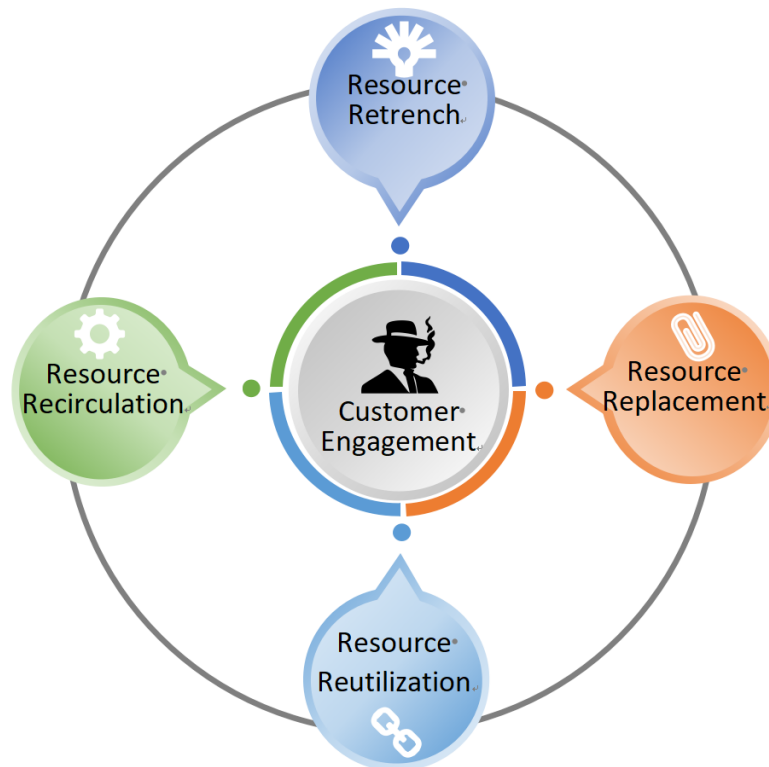 Resource
Retrench
Resource
Recirculation
Customer
Engagement
Resource
Replacement
Resource
Reutilization